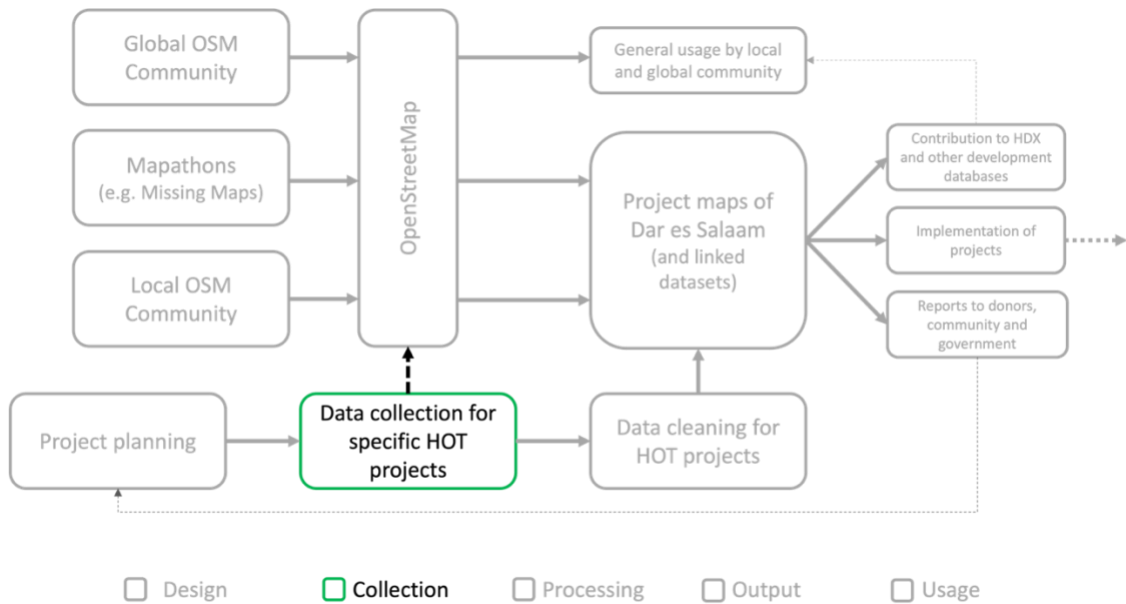 Global OSM
Community
Mapathons
(e.g. Missing Maps)
Local OSM
Community
OpenStreetMap
General usage by local
and global community
Project maps of
Dar es Salaam
(and linked
datasets)
Contribution to HDX
and other development
databases
Implementation of
projects
Reports to donors,
community and
government
Project planning
Data collection for
specific HOT
projects
Data cleaning for
HOT projects
Design
Collection
Processing
Output
Usage